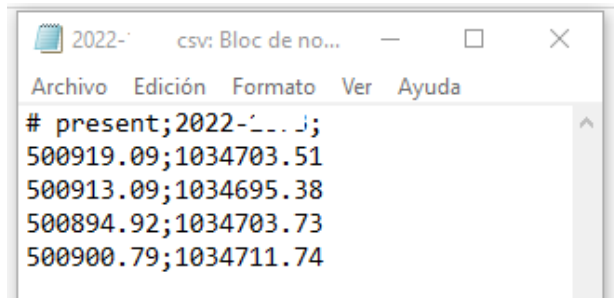 2022- csv: Bloc de no...
Archivo Edición Formato Ver Ayuda
# present;2022-
500919.09;1034703.51
500913.09;1034695.38
500894.92;1034703.73
500900.79;1034711.74